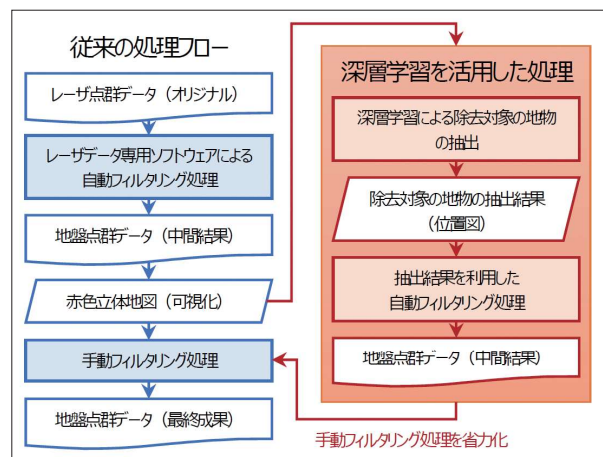 従来の処理フロー
レーザ点群データ（オリジナル）
レーザデータ専用ソフトウェアによる
自動フィルタリング処理
地盤点群データ（中間結果）
赤色立体地図（可視化）
手動フィルタリング処理
地盤点群データ（最終成果）
深層学習を活用した処理
深層学習による除去対象の地物
の抽出
除去対象の地物の抽出結果
（位置図）
抽出結果を利用した
自動フィルタリング処理
地盤点群データ（中間結果）
手動フィルタリング処理を省力化